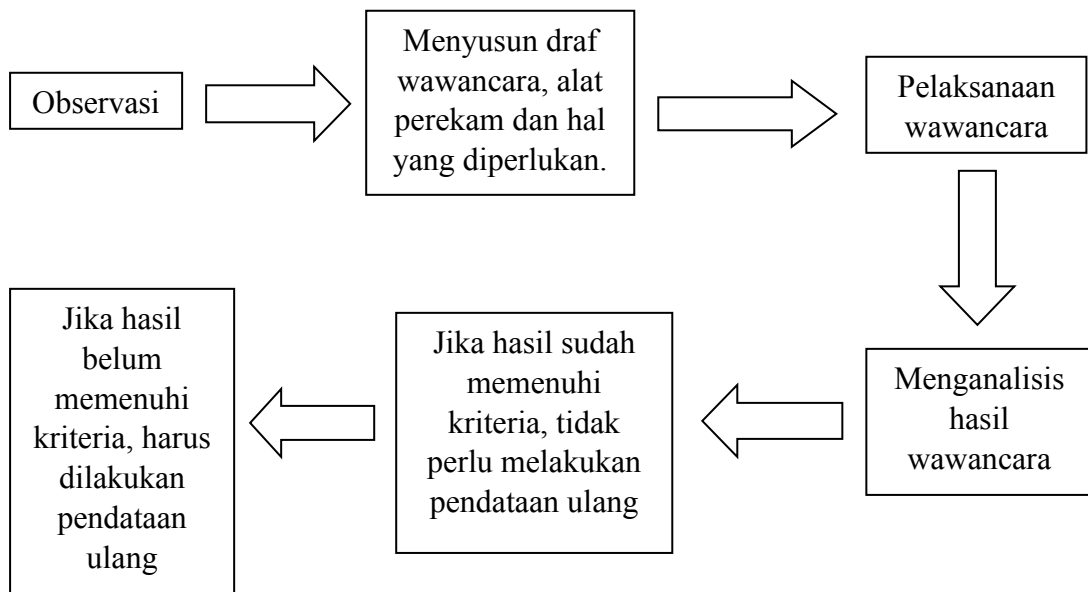 Observasi
Menyusun draf
wawancara, alat
perekam dan hal
yang diperlukan.
Pelaksanaan
wawancara
Menganalisis
hasil
wawancara
Jika hasil sudah
memenuhi
kriteria, tidak
perlu melakukan
pendataan ulang
Jika hasil
belum
memenuhi
kriteria, harus
dilakukan
pendataan
ulang